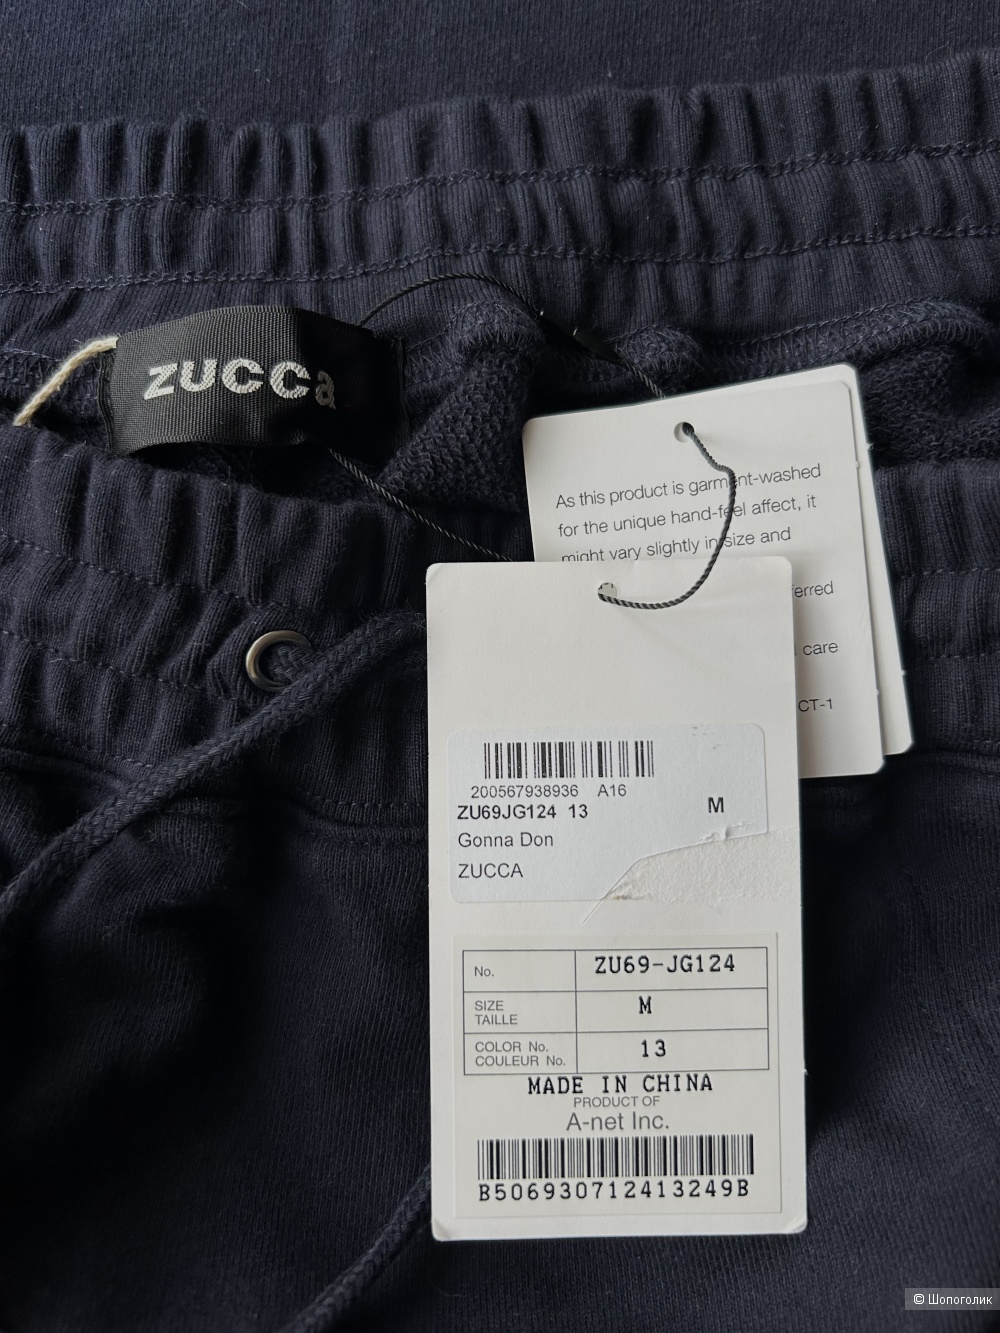 ZUCCa
As this product is garment-washed
for the unique hand-feel affect, it
might vary slightly in size and
care
CT-1
200567938936 A16
ZU69JG124 13 M
Gonna Don
ZUCCA
No. ZU69-JG124
SIZE
TAILLE M
COLOR No.
COULEUR No. 13
MADE IN CHINA
PRODUCT OF
A-net Inc.
B506930712413249B
© Шопоголик